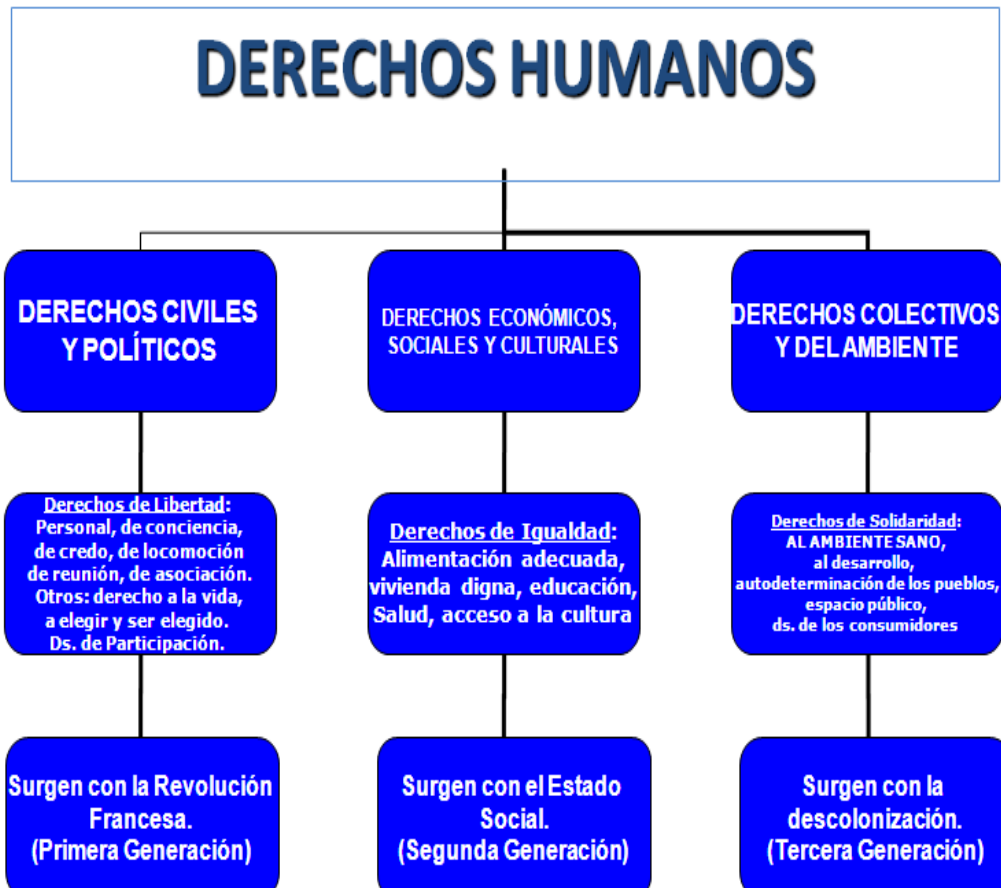 DERECHOS HUMANOS
DERECHOS CIVILES
Y POLÍTICOS
DERECHOS ECONÓMICOS,
SOCIALES Y CULTURALES
DERECHOS COLECTIVOS
Y DEL AMBIENTE
Derechos de Libertad:
Personal, de conciencia,
de credo, de locomoción
de reunión, de asociación.
Otros: derecho a la vida,
a elegir y ser elegido.
Ds. de Participación.
Derechos de Igualdad:
Alimentación adecuada,
vivienda digna, educación,
Salud, acceso a la cultura
Derechos de Solidaridad:
AL AMBIENTE SANO,
al desarrollo,
autodeterminación de los pueblos,
espacio público,
ds. de los consumidores
Surgen con la Revolución
Francesa.
(Primera Generación)
Surgen con el Estado
Social.
(Segunda Generación)
Surgen con la
descolonización.
(Tercera Generación)